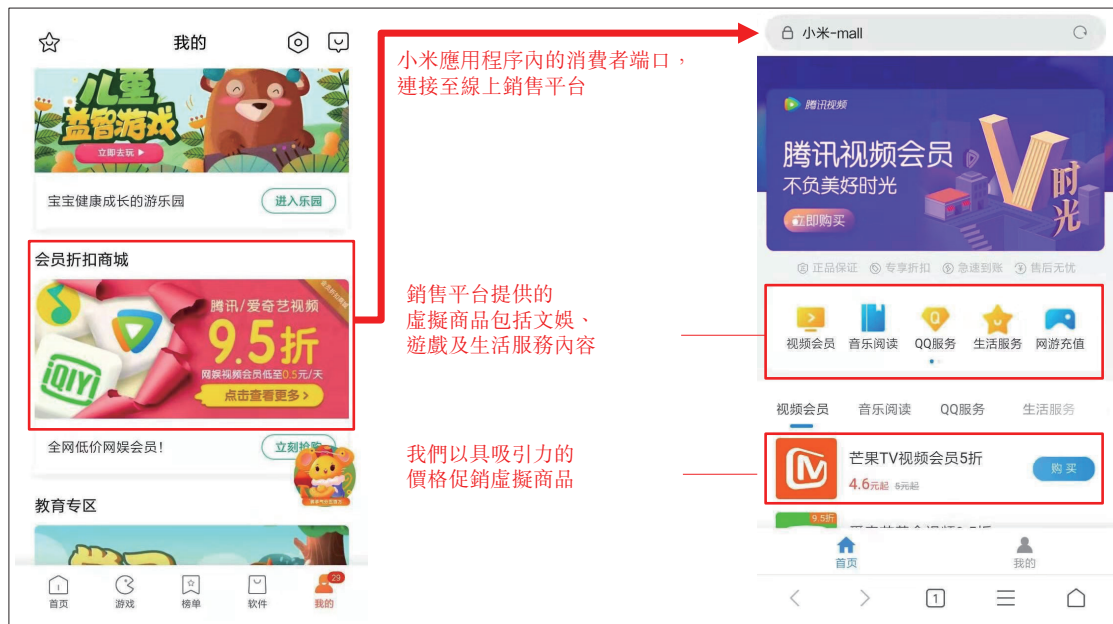 我的
儿童
益智游戏
立即去玩
宝宝健康成长的游乐园
进入乐园
会员折扣商城
腾讯/爱奇艺视频
9.5折
网娱视频会员低至0.5元/天
点击查看更多>
iQIYI
全网低价网娱会员!
立刻抢购
教育专区
首页
游戏
榜单
软件
我的
29
小米應用程序內的消費者端口，
連接至線上銷售平台
銷售平台提供的
虛擬商品包括文娛、
遊戲及生活服務內容
我們以具吸引力的
價格促銷虛擬商品
小米-mall
腾讯视频
腾讯视频会员
不负美好时光
立即购买
V时光
正品保证 专享折扣 急速到账 售后无忧
视频会员 音乐阅读 QQ服务 生活服务 网游充值
视频会员 音乐阅读 QQ服务 生活服务
芒果TV视频会员5折
4.6元起 5元起
购买
9.5折
首页
我的
1